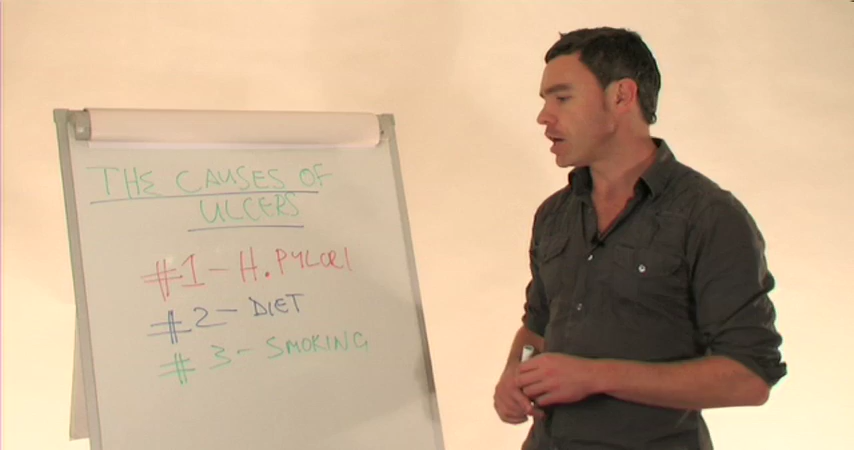 THE CAUSES OF
ULCERS
#1 - H. PYLORI
#2 - DIET
#3 - SMOKING